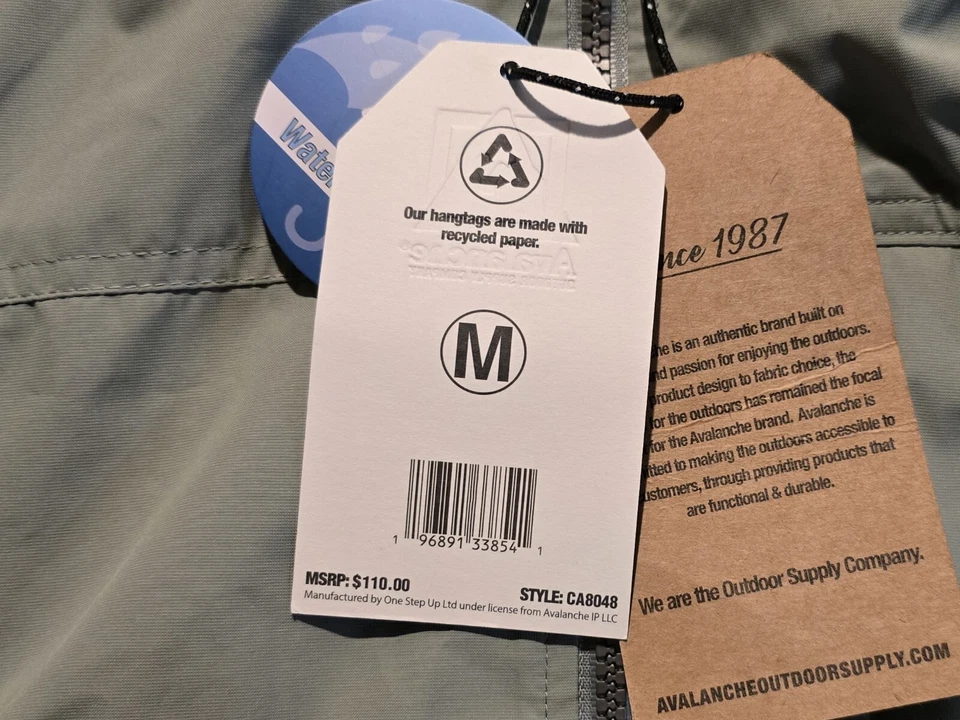 Water
Our hangtags are made with
recycled paper.
M
1 96891 33854 1
MSRP: $110.00
STYLE: CA8048
Manufactured by One Step Up Ltd under license from Avalanche IP LLC
nce 1987
he is an authentic brand built on
nd passion for enjoying the outdoors.
roduct design to fabric choice, the
for the outdoors has remained the focal
for the Avalanche brand. Avalanche is
itted to making the outdoors accessible to
ustomers, through providing products that
are functional & durable.
We are the Outdoor Supply Company.
AVALANCHEOUTDOORSUPPLY.COM